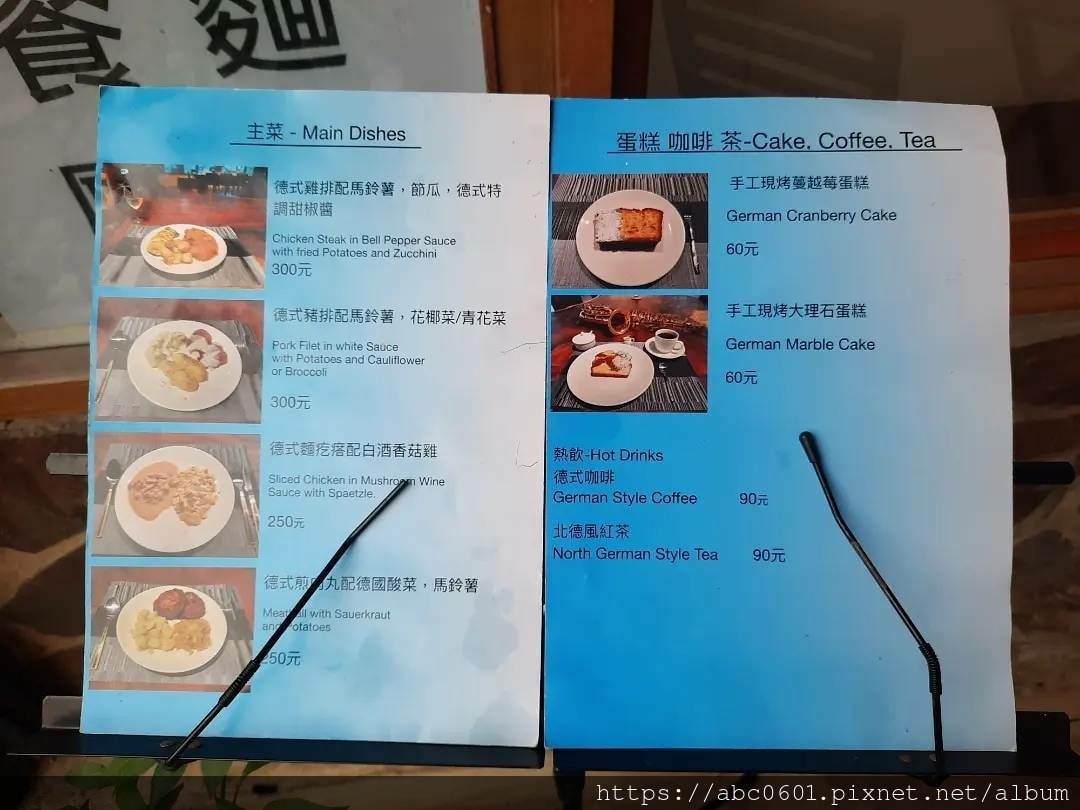 餐 麵
主菜 - Main Dishes
德式雞排配馬鈴薯，節瓜，德式特
調甜椒醬
Chicken Steak in Bell Pepper Sauce
with fried Potatoes and Zucchini
300元
德式豬排配馬鈴薯，花椰菜/青花菜
Pork Filet in white Sauce
with Potatoes and Cauliflower
or Broccoli
300元
德式麵疙瘩配白酒香菇雞
Sliced Chicken in Mushroom Wine
Sauce with Spaetzle.
250元
德式煎肉丸配德國酸菜，馬鈴薯
Meatball with Sauerkraut
and Potatoes
250元
蛋糕 咖啡 茶-Cake. Coffee. Tea
手工現烤蔓越莓蛋糕
German Cranberry Cake
60元
手工現烤大理石蛋糕
German Marble Cake
60元
熱飲-Hot Drinks
德式咖啡
German Style Coffee 90元
北德風紅茶
North German Style Tea 90元
https://abc0601.pixnet.net/album